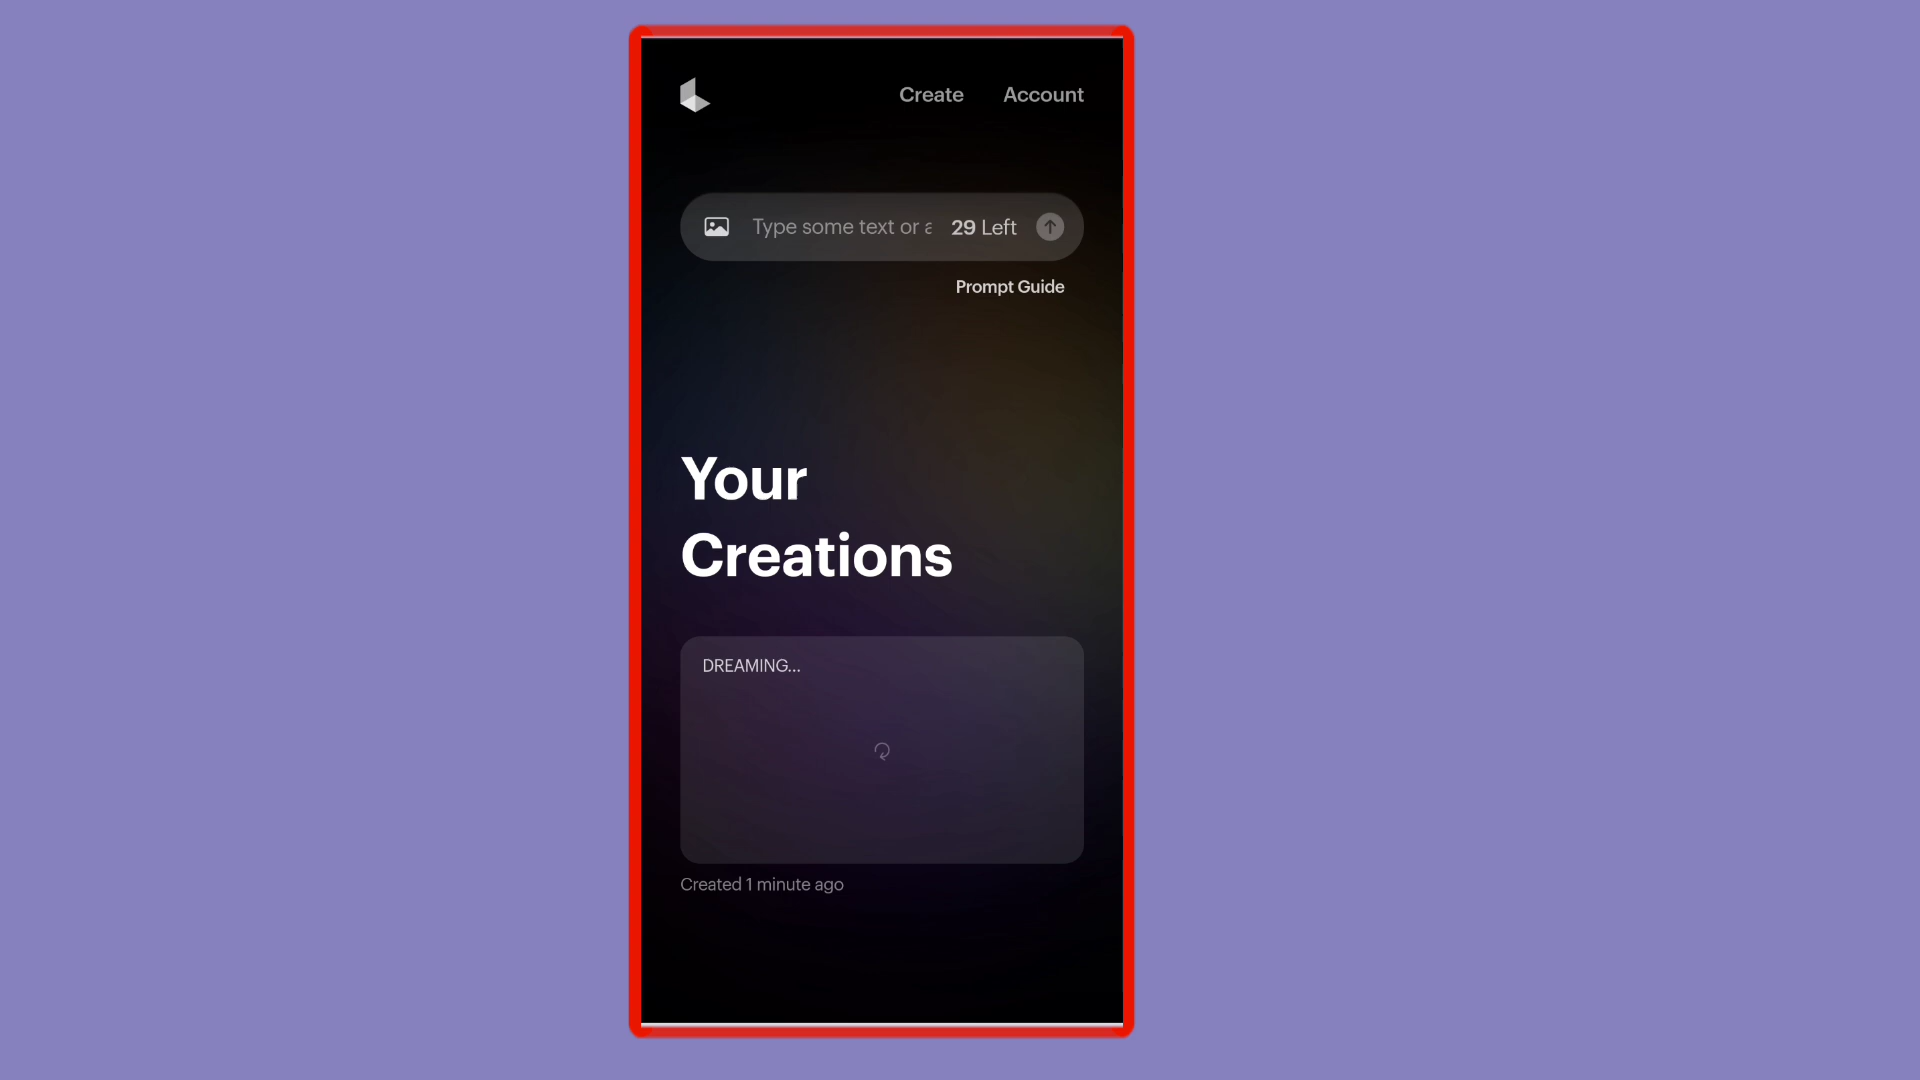 Create Account
Type some text or a 29 Left
Prompt Guide
Your
Creations
DREAMING...
Created 1 minute ago